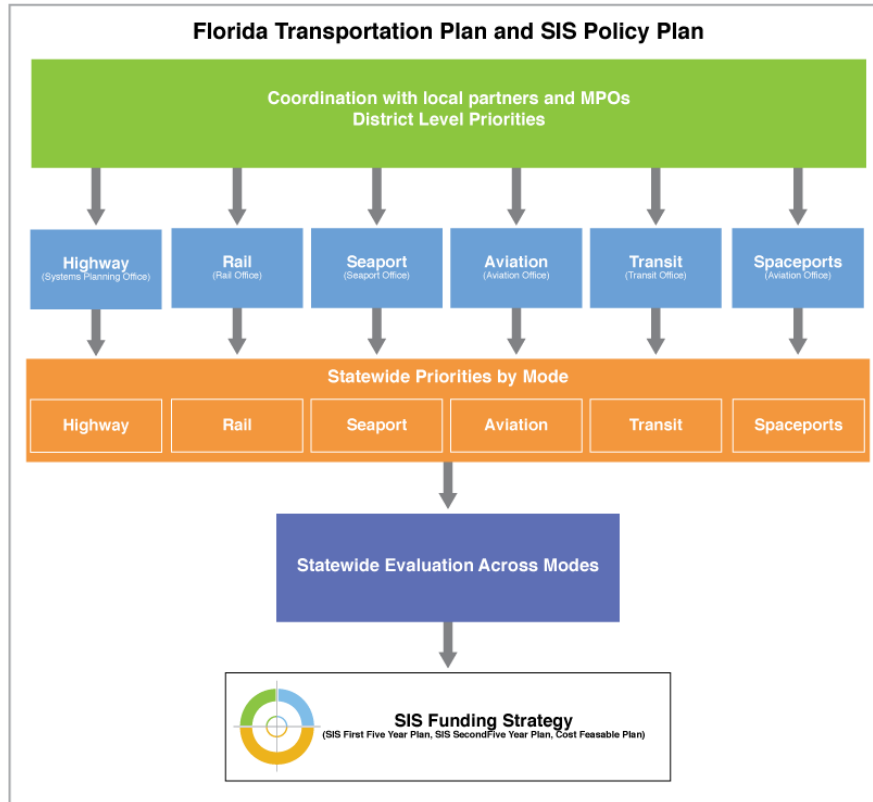 Florida Transportation Plan and SIS Policy Plan
Coordination with local partners and MPOs
District Level Priorities
Highway
(Systems Planning Office)
Rail
(Rail Office)
Seaport
(Seaport Office)
Aviation
(Aviation Office)
Transit
(Transit Office)
Spaceports
(Aviation Office)
Statewide Priorities by Mode
Highway
Rail
Seaport
Aviation
Transit
Spaceports
Statewide Evaluation Across Modes
SIS Funding Strategy
(SIS First Five Year Plan, SIS SecondFive Year Plan, Cost Feasable Plan)